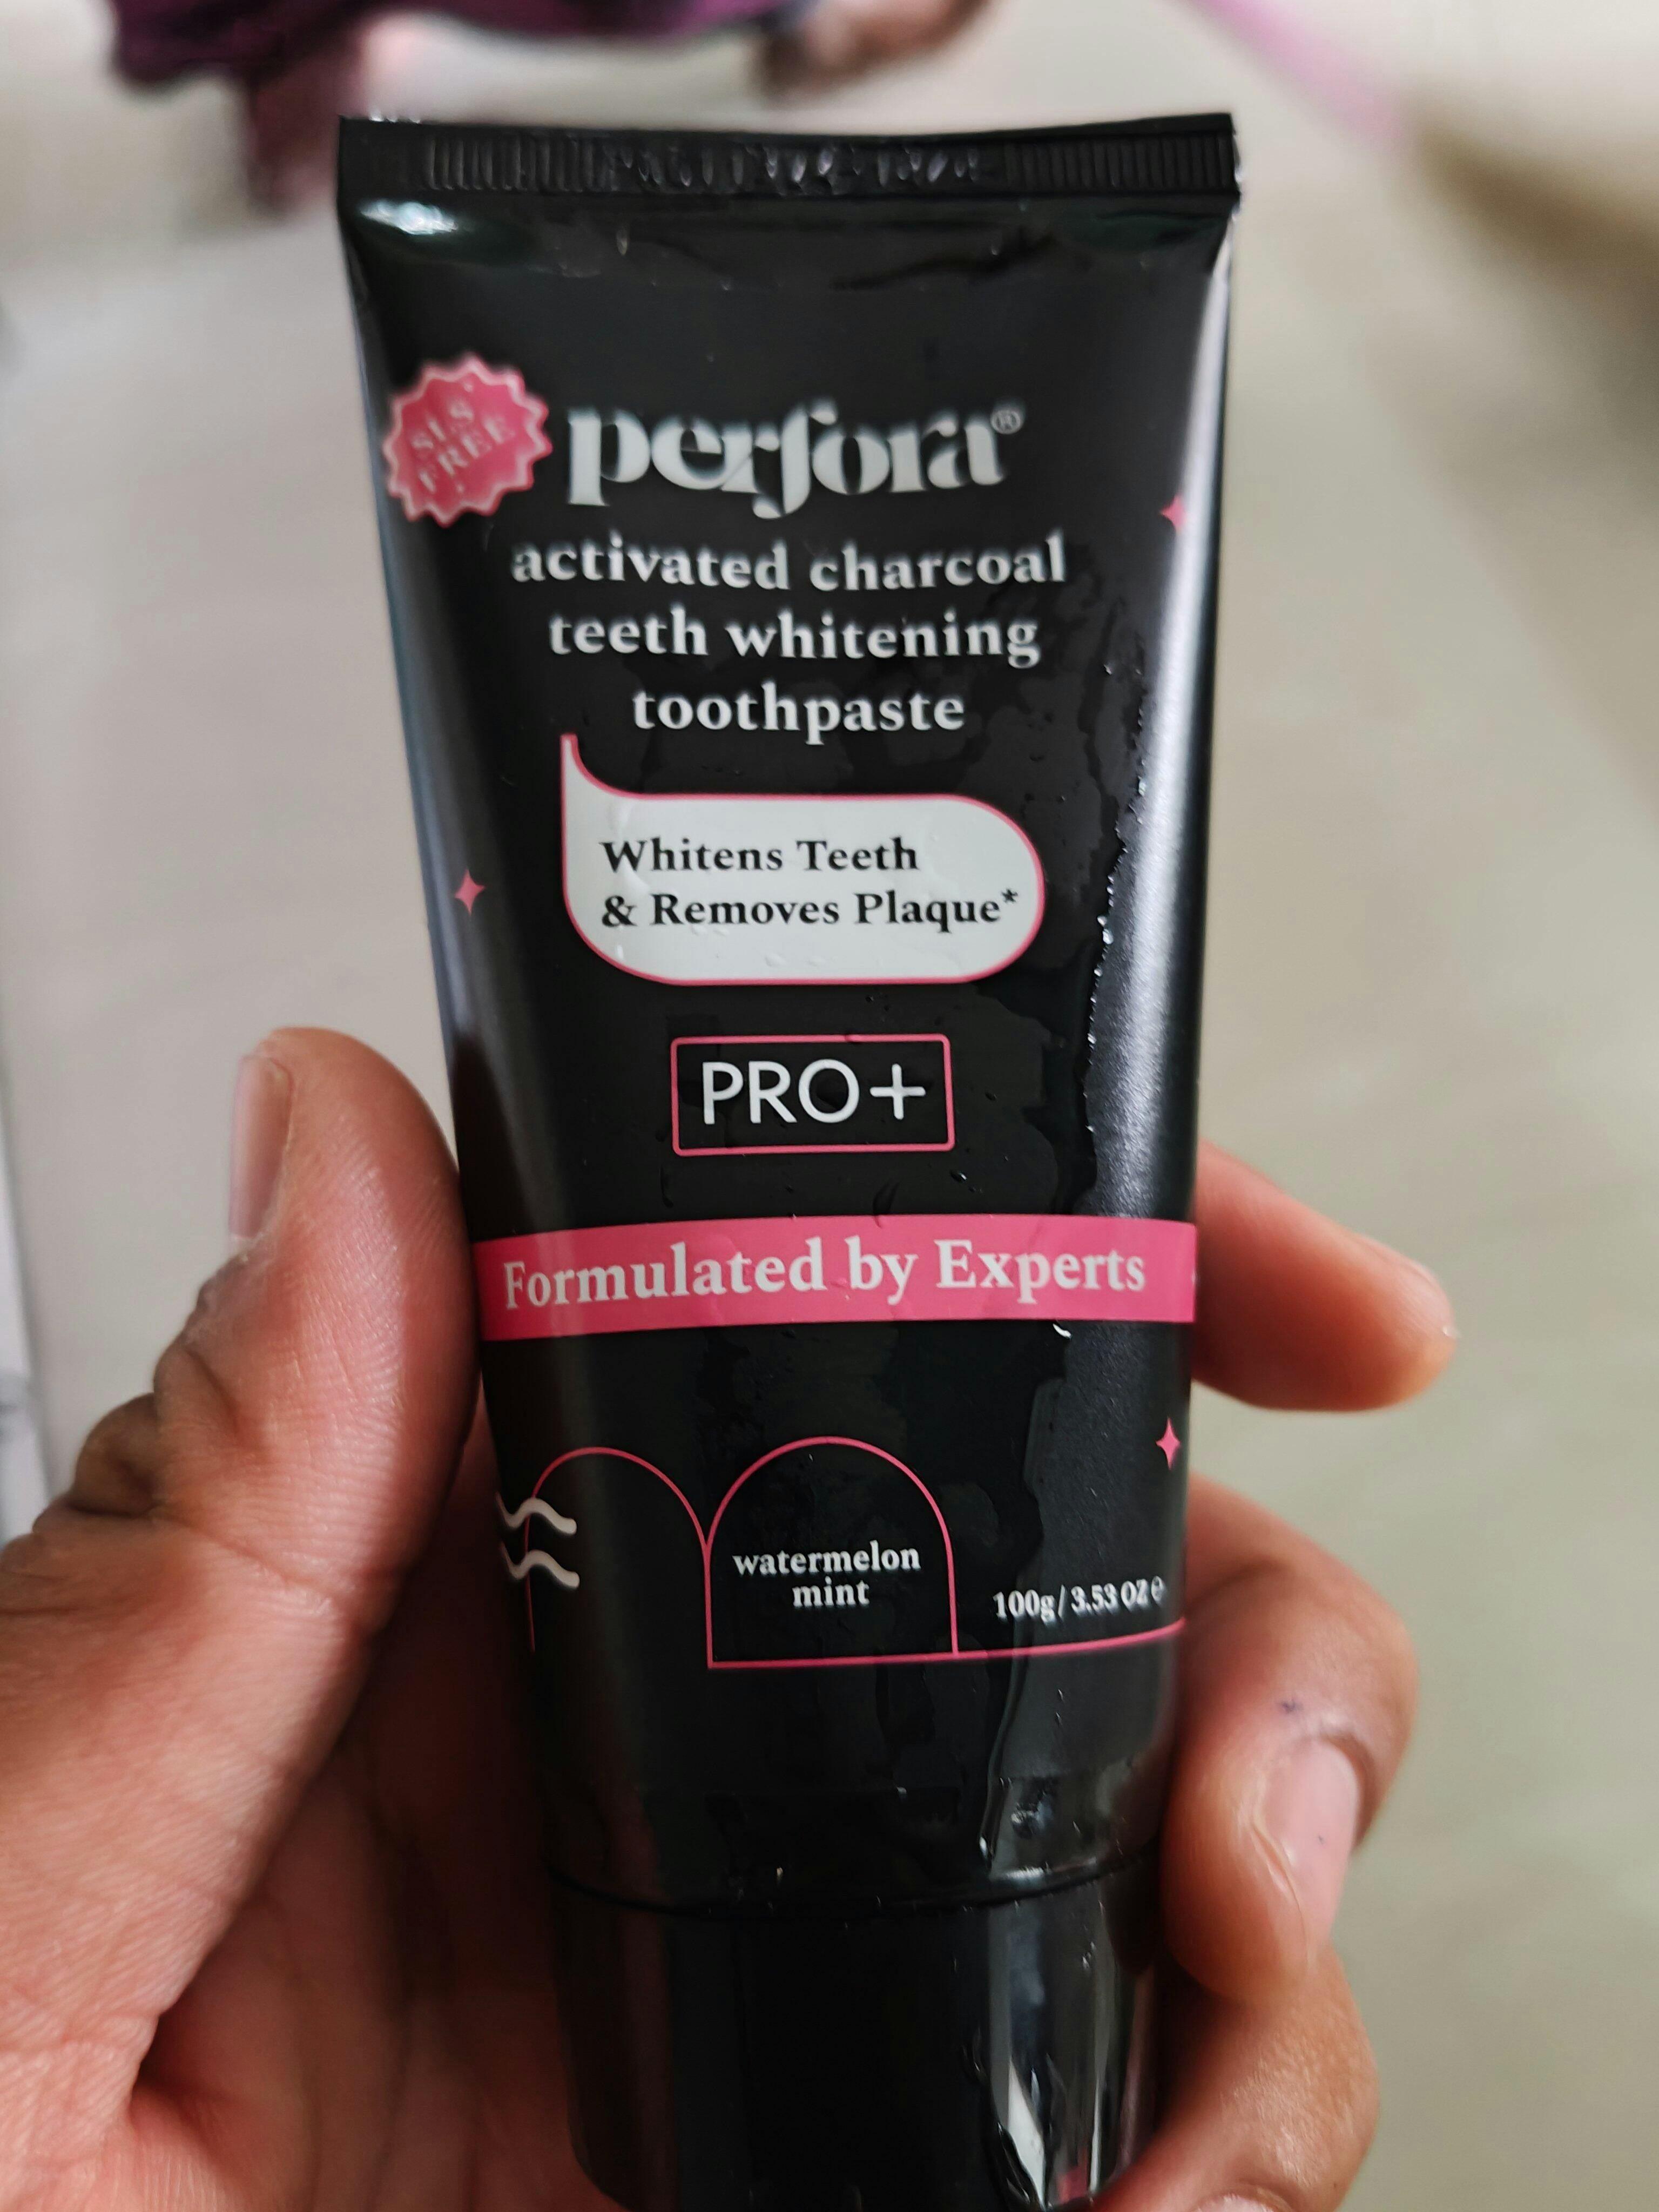 SLS
FREE
perfora®
activated charcoal
teeth whitening
toothpaste
Whitens Teeth
& Removes Plaque*
PRO+
Formulated by Experts
watermelon
mint
100g/3.53 OZ ℮